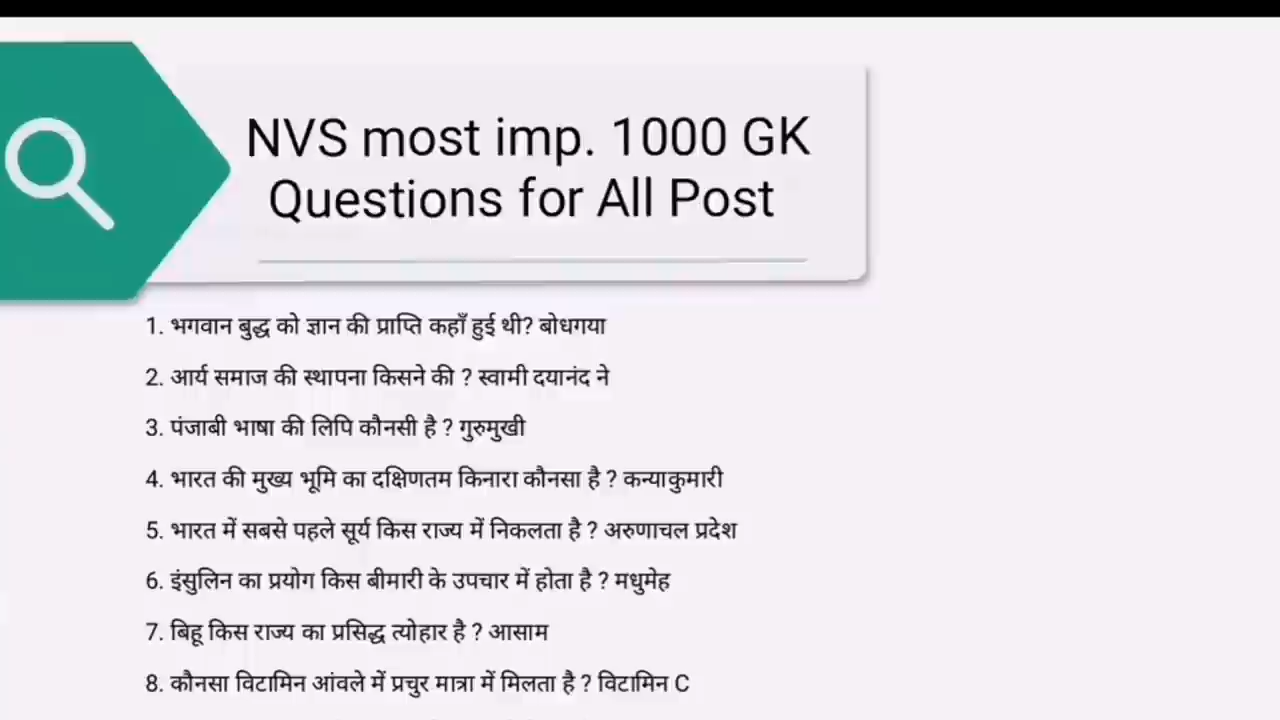 NVS most imp. 1000 GK
Questions for All Post
1. भगवान बुद्ध को ज्ञान की प्राप्ति कहाँ हुई थी? बोधगया
2. आर्य समाज की स्थापना किसने की ? स्वामी दयानंद ने
3. पंजाबी भाषा की लिपि कौनसी है ? गुरुमुखी
4. भारत की मुख्य भूमि का दक्षिणतम किनारा कौनसा है ? कन्याकुमारी
5. भारत में सबसे पहले सूर्य किस राज्य में निकलता है ? अरुणाचल प्रदेश
6. इंसुलिन का प्रयोग किस बीमारी के उपचार में होता है ? मधुमेह
7. बिहू किस राज्य का प्रसिद्ध त्योहार है ? आसाम
8. कौनसा विटामिन आंवले में प्रचुर मात्रा में मिलता है ? विटामिन C